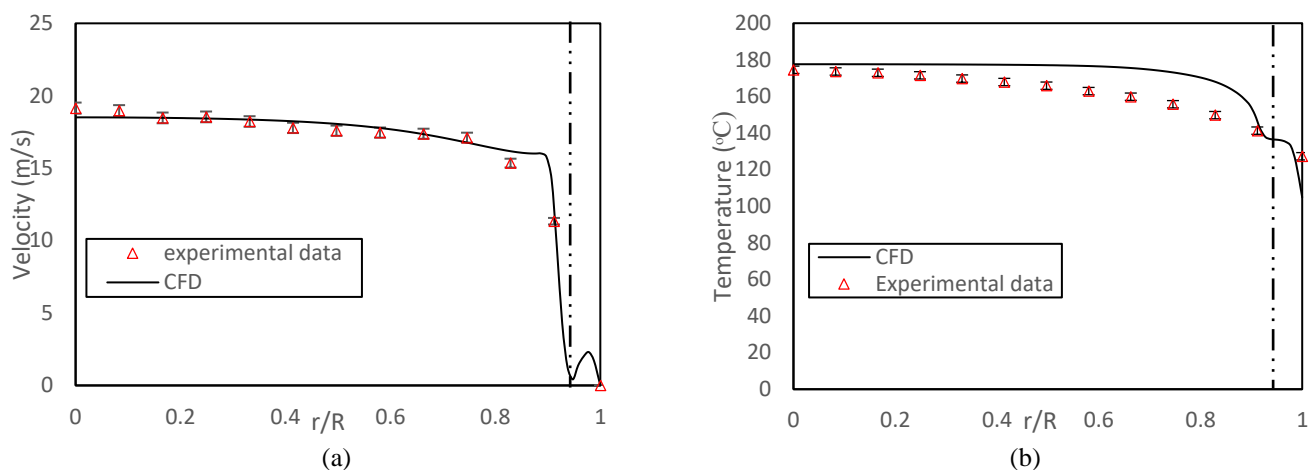 25
20
15
10
5
0
Velocity (m/s)
experimental data
CFD
0 0.2 0.4 0.6 0.8 1
r/R
(a)
200
180
160
140
120
100
80
60
40
20
0
Temperature (°C)
CFD
Experimental data
0 0.2 0.4 0.6 0.8 1
r/R
(b)